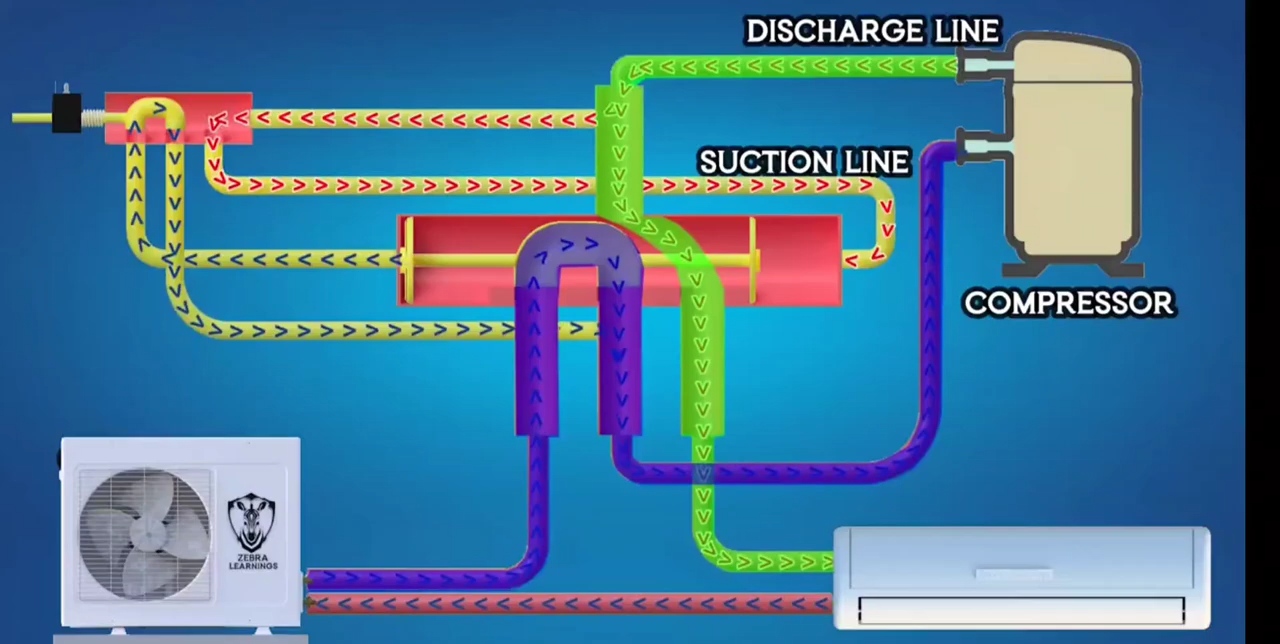 DISCHARGE LINE
SUCTION LINE
COMPRESSOR
ZEBRA
LEARNINGS